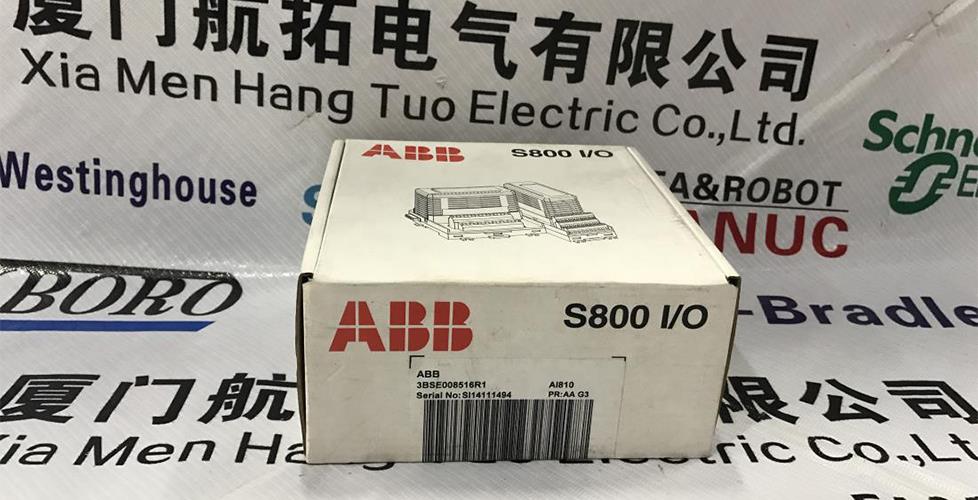 厦门航拓电气有限公司
Xia Men Hang Tuo Electric Co.,Ltd.
Westinghouse
&ROBOT
Schne
NUC
BORO
-Bradle
ABB S800 I/O
ABB S800 I/O
ABB
3BSE008516R1 AI810
Serial No:SI14111494 PR:AA G3
厦门航 限公司
Xia Men Hang Tuo Electric Co.,Lt